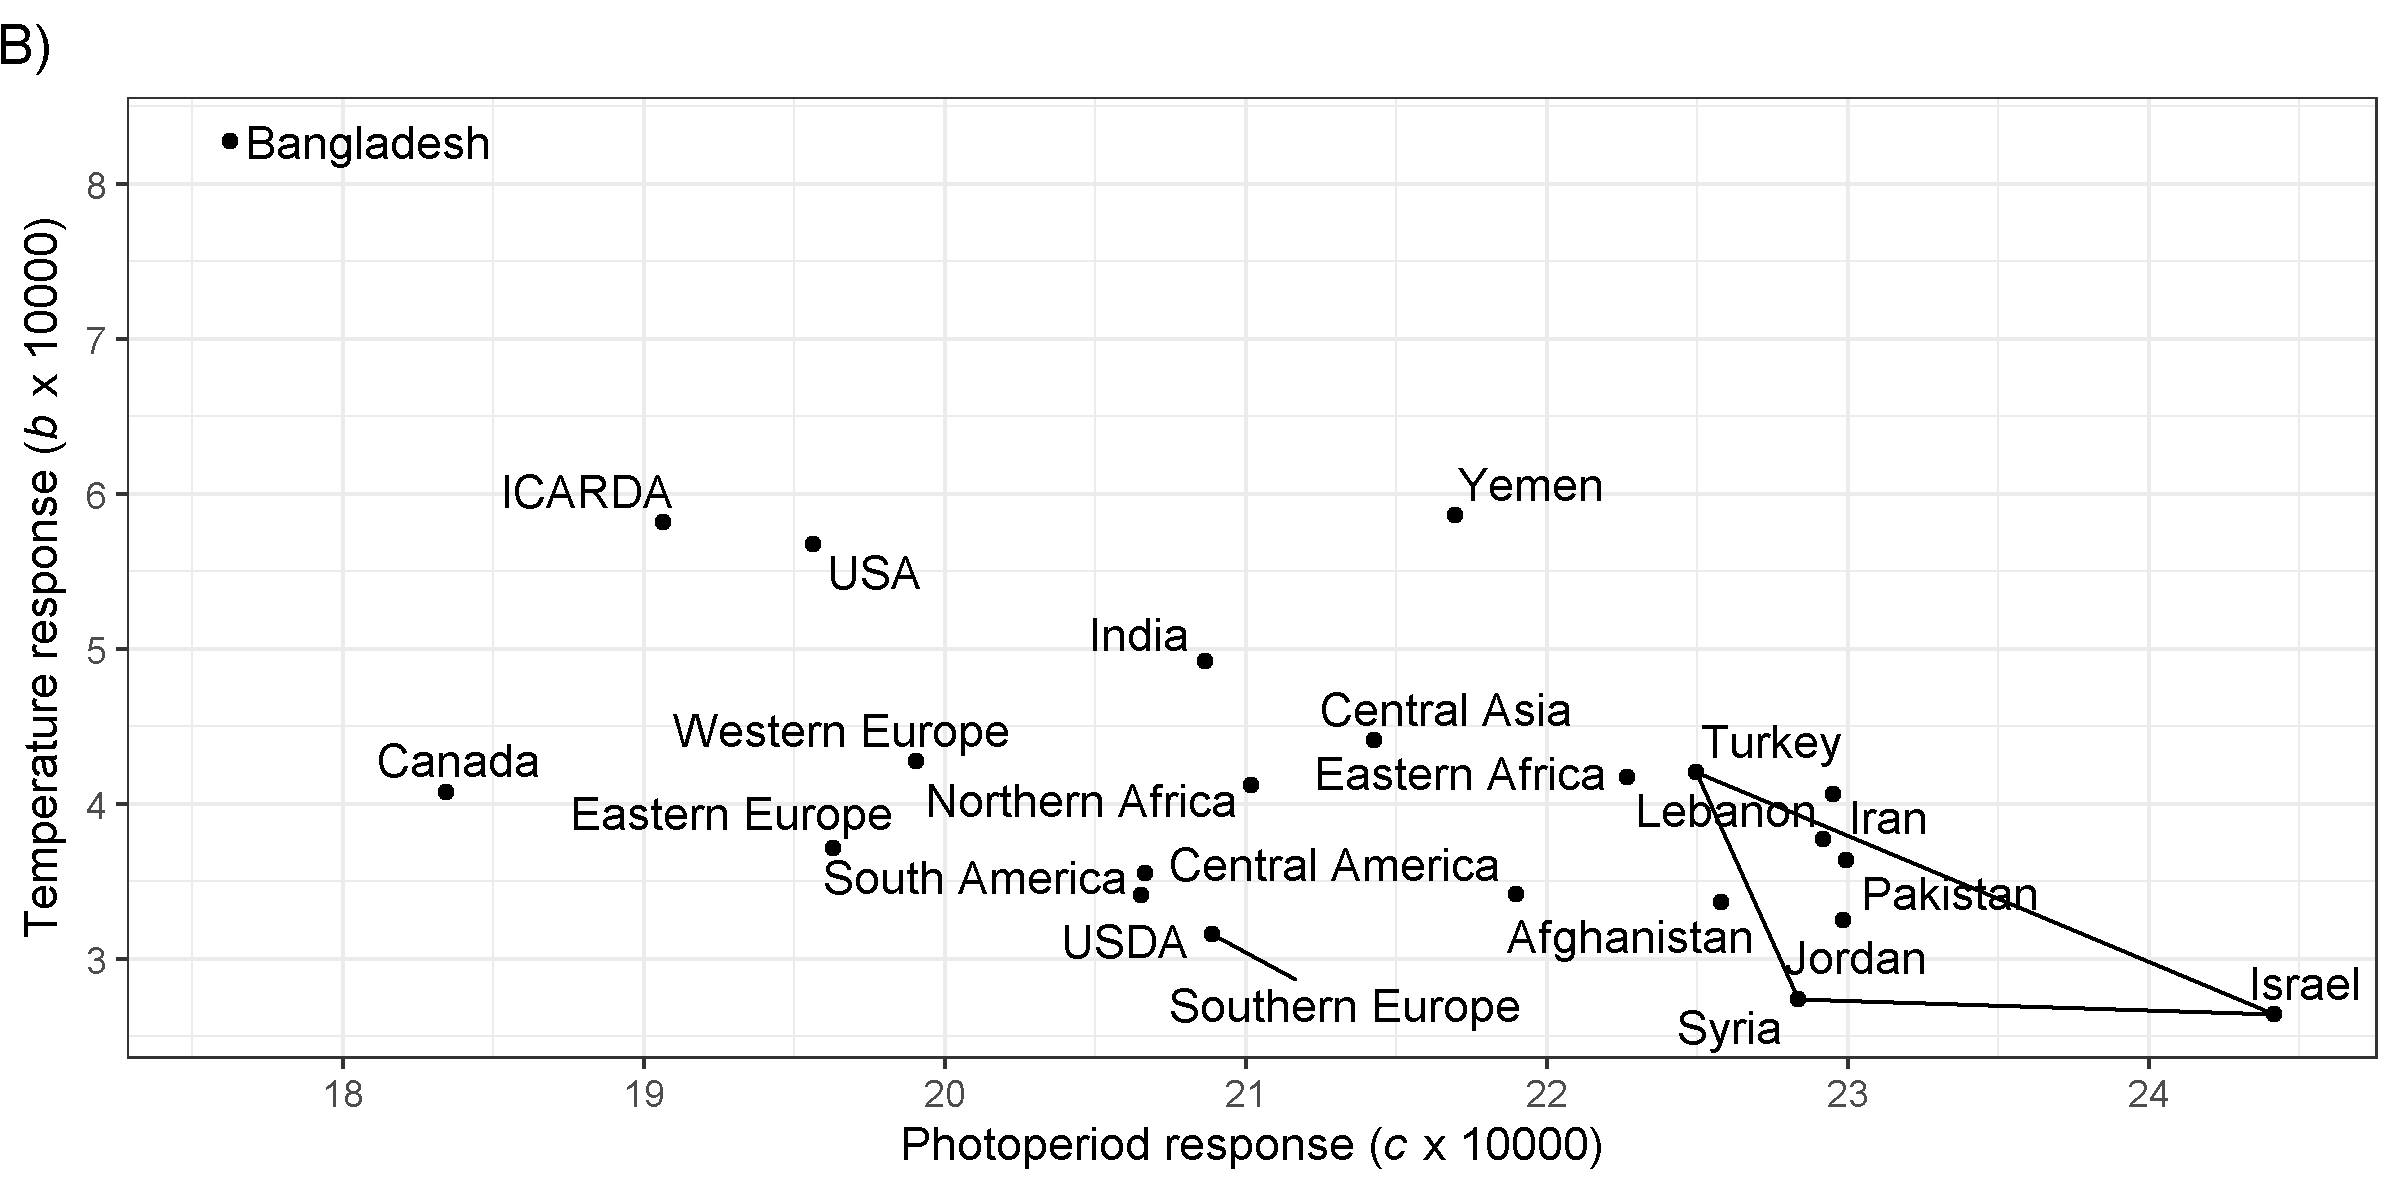 B)
Bangladesh
8
7
ICARDA
Yemen
6
USA
India
5
Central Asia
Western Europe
Turkey
Canada
Eastern Africa
4
Northern Africa
Lebanon
Iran
Eastern Europe
Central America
South America
Pakistan
Afghanistan
USDA
Jordan
3
Israel
Southern Europe
Syria
18 19 20 21 22 23 24
Photoperiod response (c x 10000)
Temperature response (b x 10000)